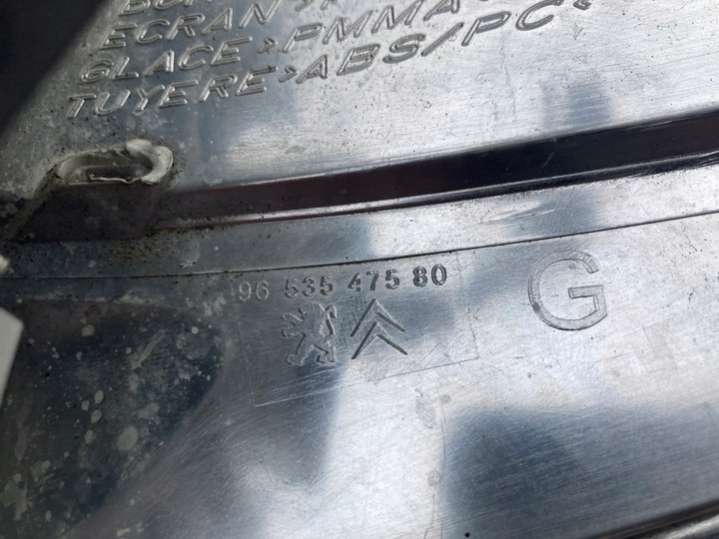 ECRAN>PMMA
GLACE>PMMA
TUYERE>ABS/PC<
96 535 475 80
G